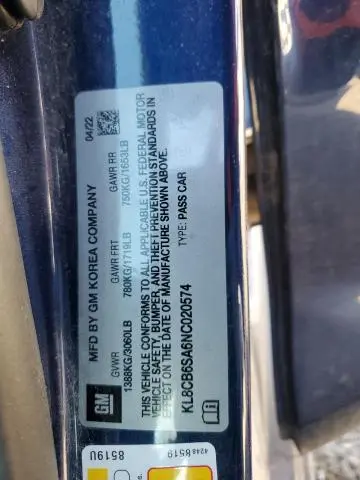 GM
MFD BY GM KOREA COMPANY 04/22
GVWR GAWR FRT GAWR RR
1388KG/3060LB 780KG/1719LB 750KG/1653LB
THIS VEHICLE CONFORMS TO ALL APPLICABLE U.S. FEDERAL MOTOR
VEHICLE SAFETY, BUMPER, AND THEFT PREVENTION STANDARDS IN
EFFECT ON THE DATE OF MANUFACTURE SHOWN ABOVE.
KL8CB6SA6NC020574 TYPE: PASS CAR
8519U
42488519